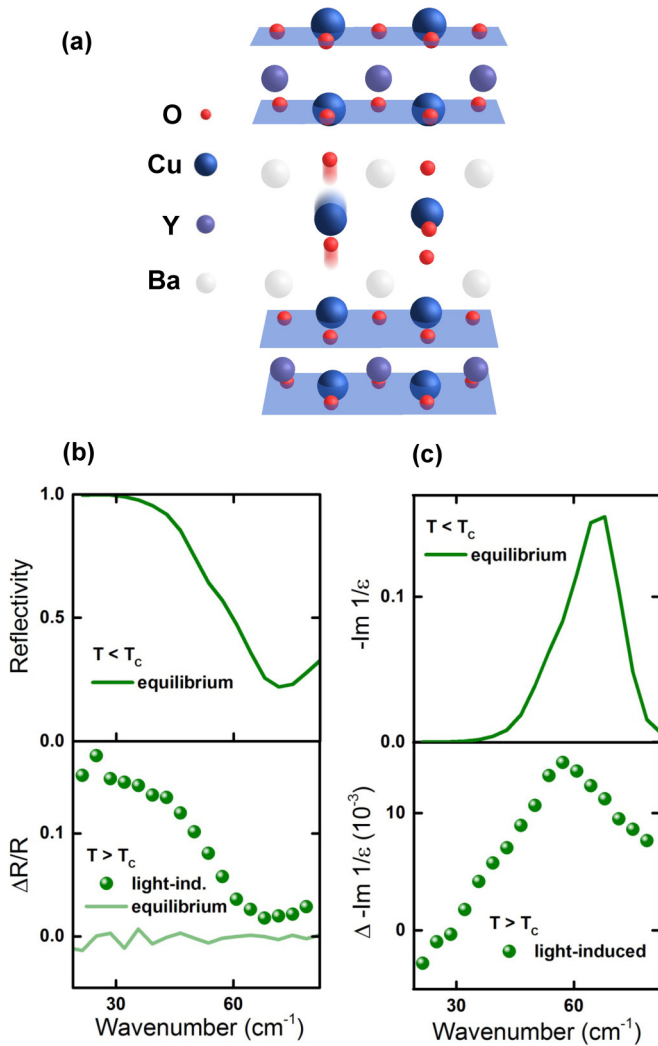 (a)
O
Cu
Y
Ba
(b)
(c)
1.0
0.5
0.0
Reflectivity
T < Tc
equilibrium
0.1
0.0
ΔR/R
T > Tc
light-ind.
equilibrium
30
60
Wavenumber (cm⁻¹)
T < Tc
equilibrium
0.1
0.0
-Im 1/ε
10
0
Δ -Im 1/ε (10⁻³)
T > Tc
light-induced
30
60
Wavenumber (cm⁻¹)